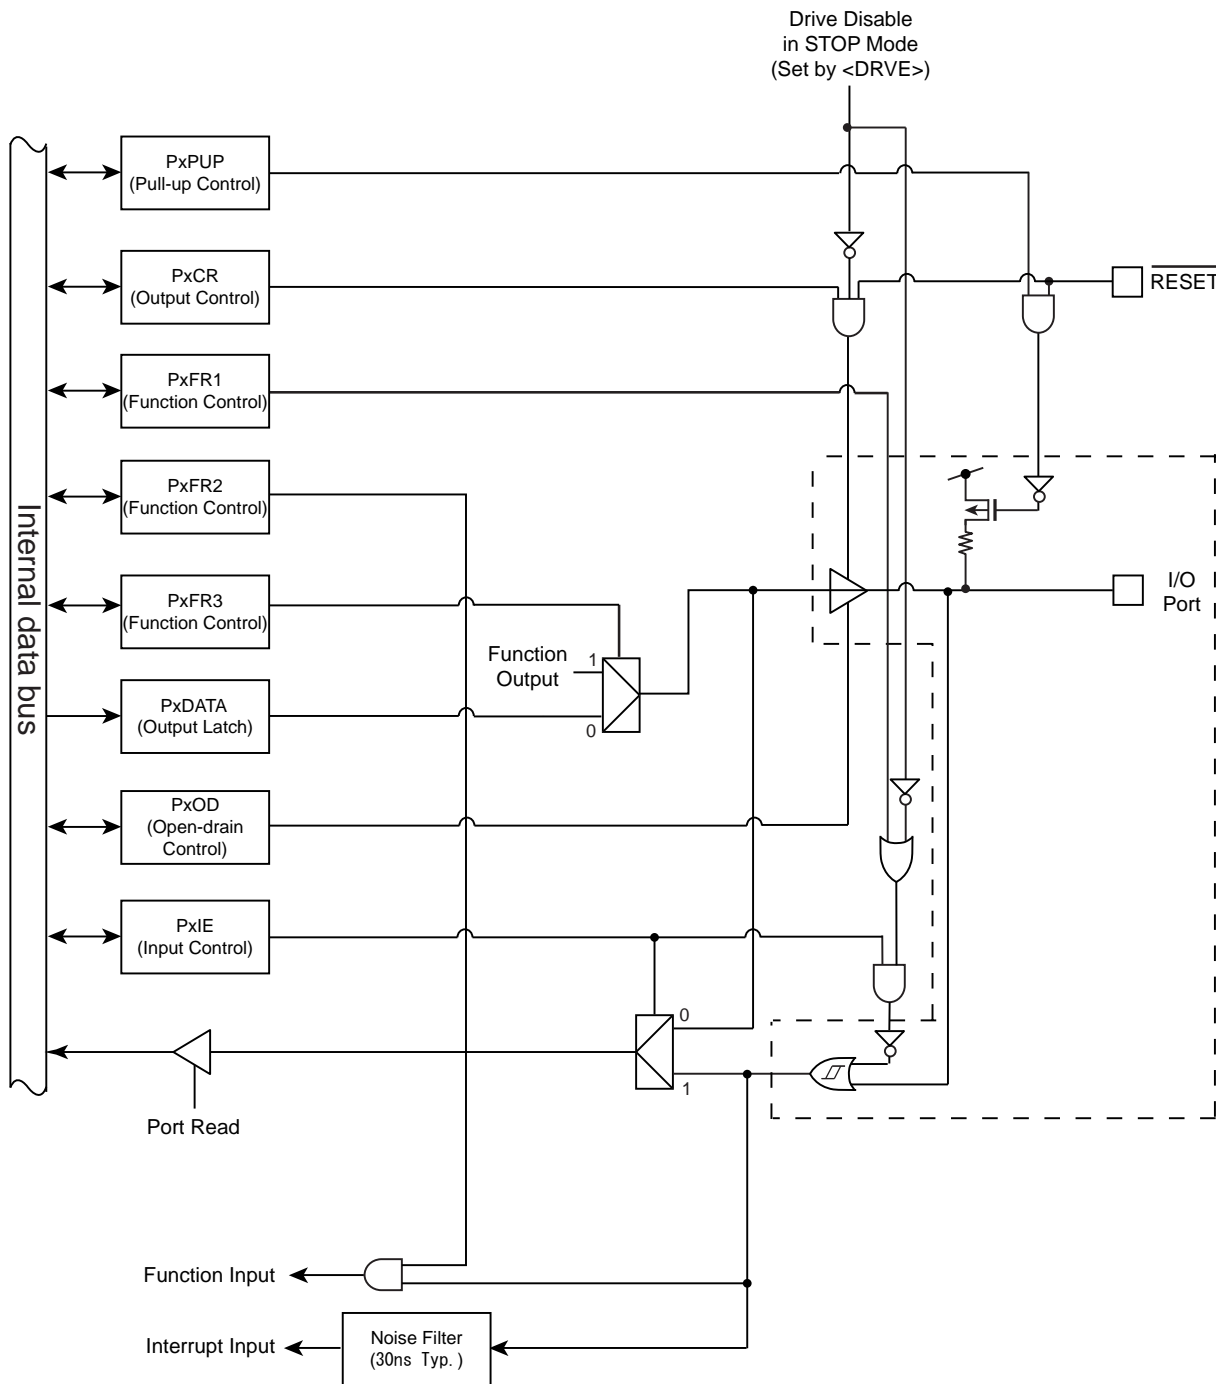 Drive Disable
in STOP Mode
(Set by <DRVE>)
PxPUP
(Pull-up Control)
PxCR
(Output Control)
RESET
PxFR1
(Function Control)
PxFR2
(Function Control)
Internal data bus
PxFR3
(Function Control)
I/O
Port
Function
Output
1
0
PxDATA
(Output Latch)
PxOD
(Open-drain
Control)
PxIE
(Input Control)
0
1
Port Read
Function Input
Interrupt Input
Noise Filter
(30ns Typ.)